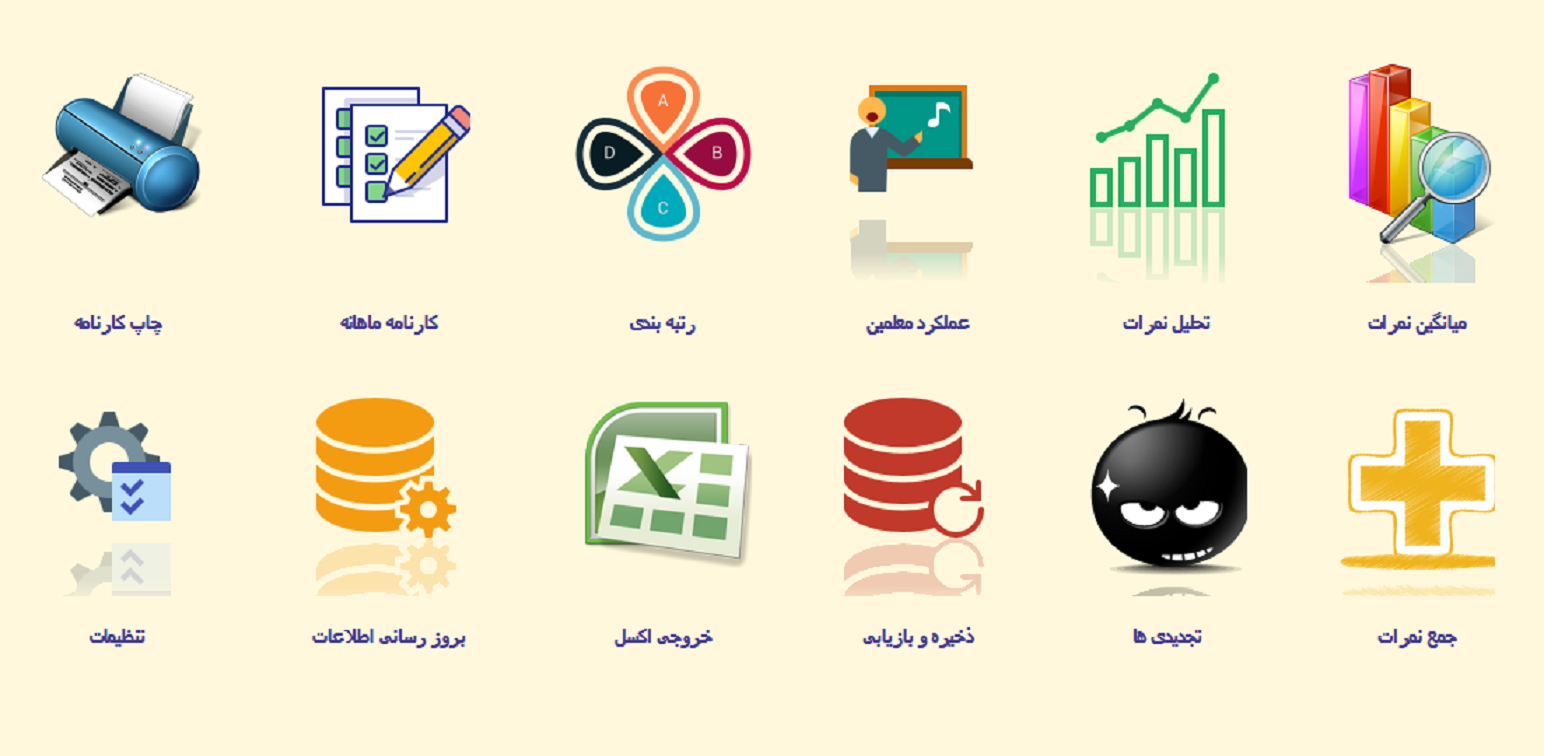 A
D
B
C
میانگین نمرات
تحلیل نمرات
عملکرد معلمین
رتبه بندی
کارنامه ماهانه
چاپ کارنامه
جمع نمرات
تجدیدی ها
ذخیره و بازیابی
خروجی اکسل
بروز رسانی اطلاعات
تنظیمات